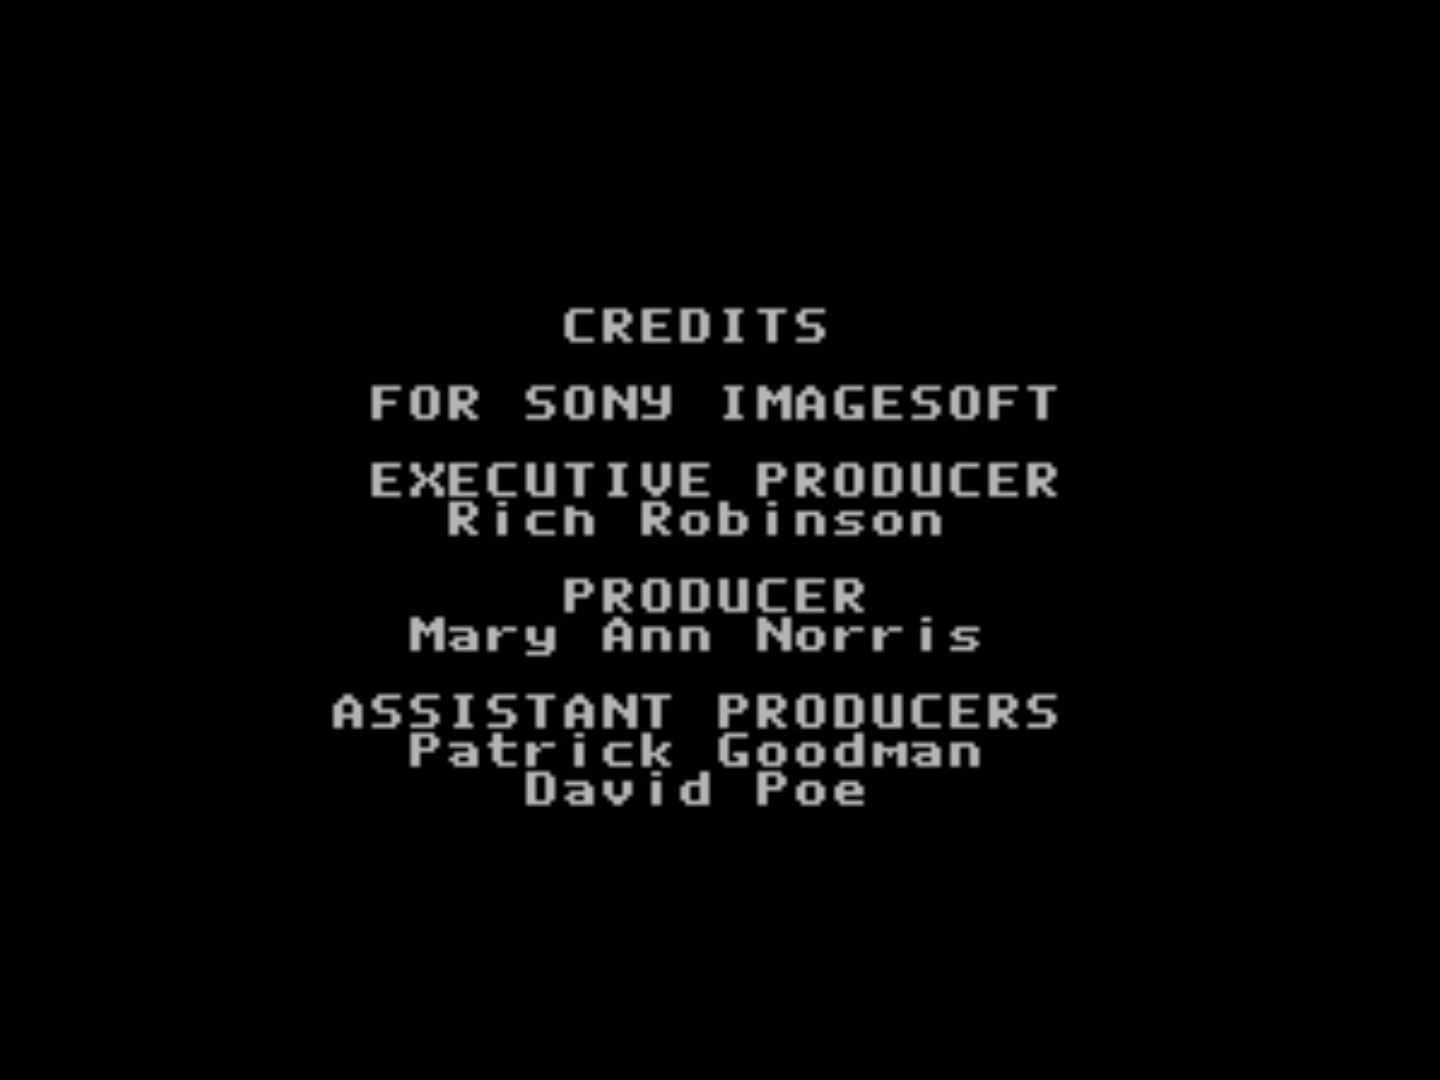 CREDITS
FOR SONY IMAGESOFT
EXECUTIVE PRODUCER
Rich Robinson
PRODUCER
Mary Ann Norris
ASSISTANT PRODUCERS
Patrick Goodman
David Poe